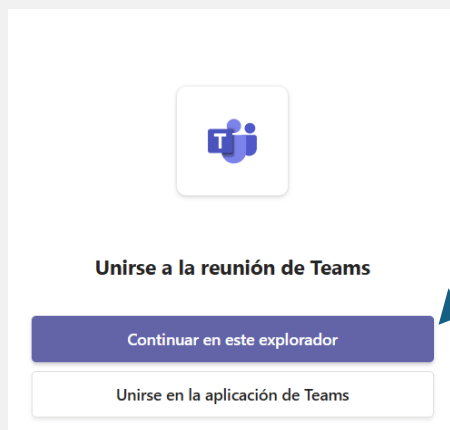 T
Unirse a la reunión de Teams
Continuar en este explorador
Unirse en la aplicación de Teams